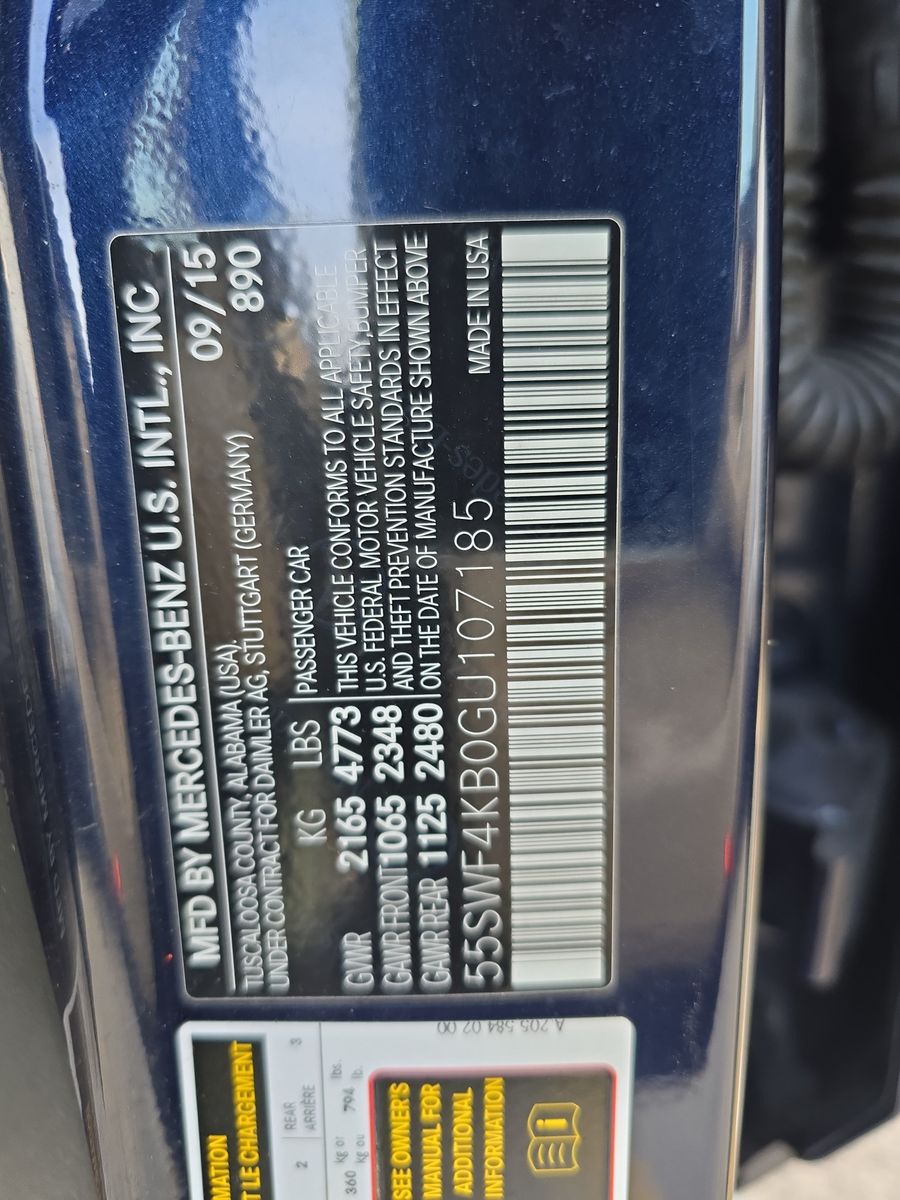 MFD BY MERCEDES-BENZ U.S. INTL., INC
TUSCALOOSA COUNTY, ALABAMA (USA), 09/15
UNDER CONTRACT FOR DAIMLER AG, STUTTGART (GERMANY) 890
KG LBS PASSENGER CAR
GVWR 2165 4773 THIS VEHICLE CONFORMS TO ALL APPLICABLE
U.S. FEDERAL MOTOR VEHICLE SAFETY, BUMPER
GAWR FRONT 1065 2348 AND THEFT PREVENTION STANDARDS IN EFFECT
GAWR REAR 1125 2480 ON THE DATE OF MANUFACTURE SHOWN ABOVE
55SWF4KB0GU107185 MADE IN USA
MATION
T LE CHARGEMENT
2 REAR ARRIÈRE 3
360 kg or 794 lbs.
kg ou lb.
SEE OWNER'S
MANUAL FOR
ADDITIONAL
INFORMATION
A 205 584 02 00